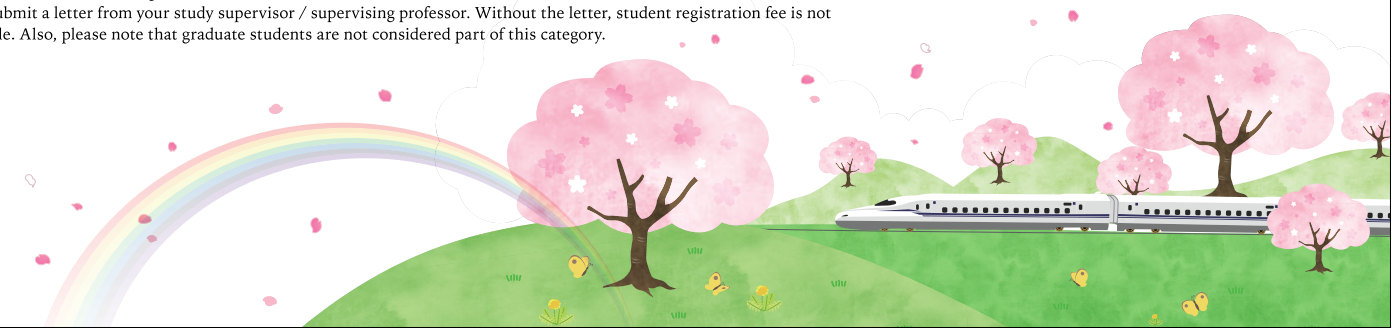 ubmit a letter from your study supervisor / supervising professor. Without the letter, student registration fee is not
le. Also, please note that graduate students are not considered part of this category.